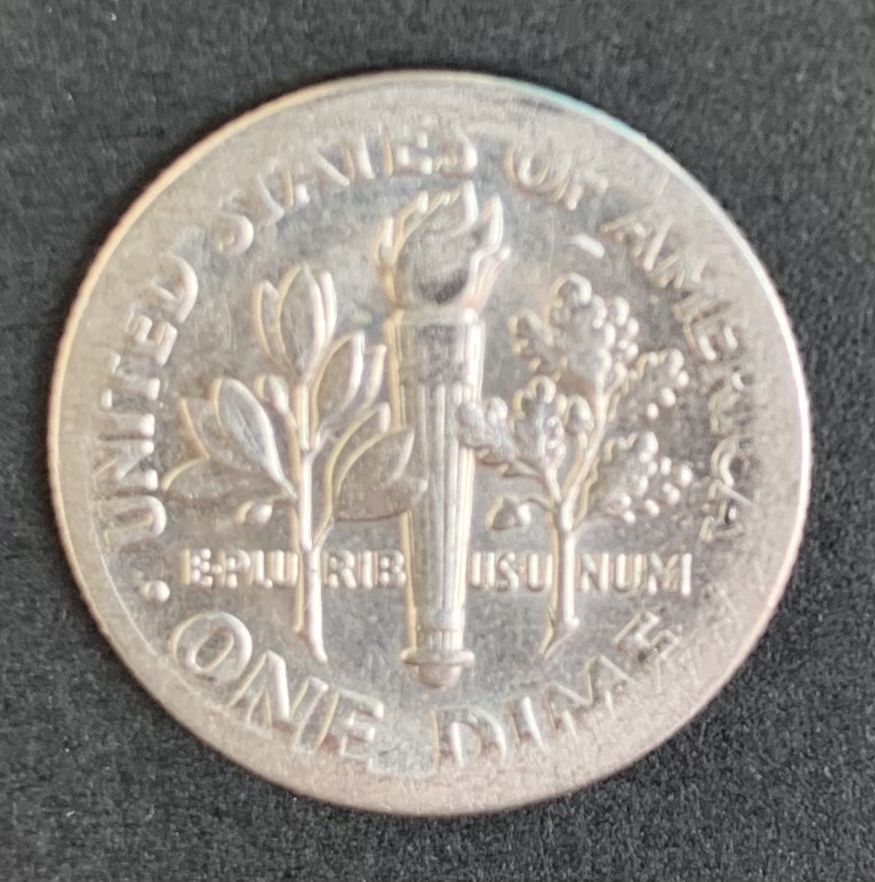 UNITED STATES OF AMERICA
E·PLURIBUS·UNUM
ONE DIME